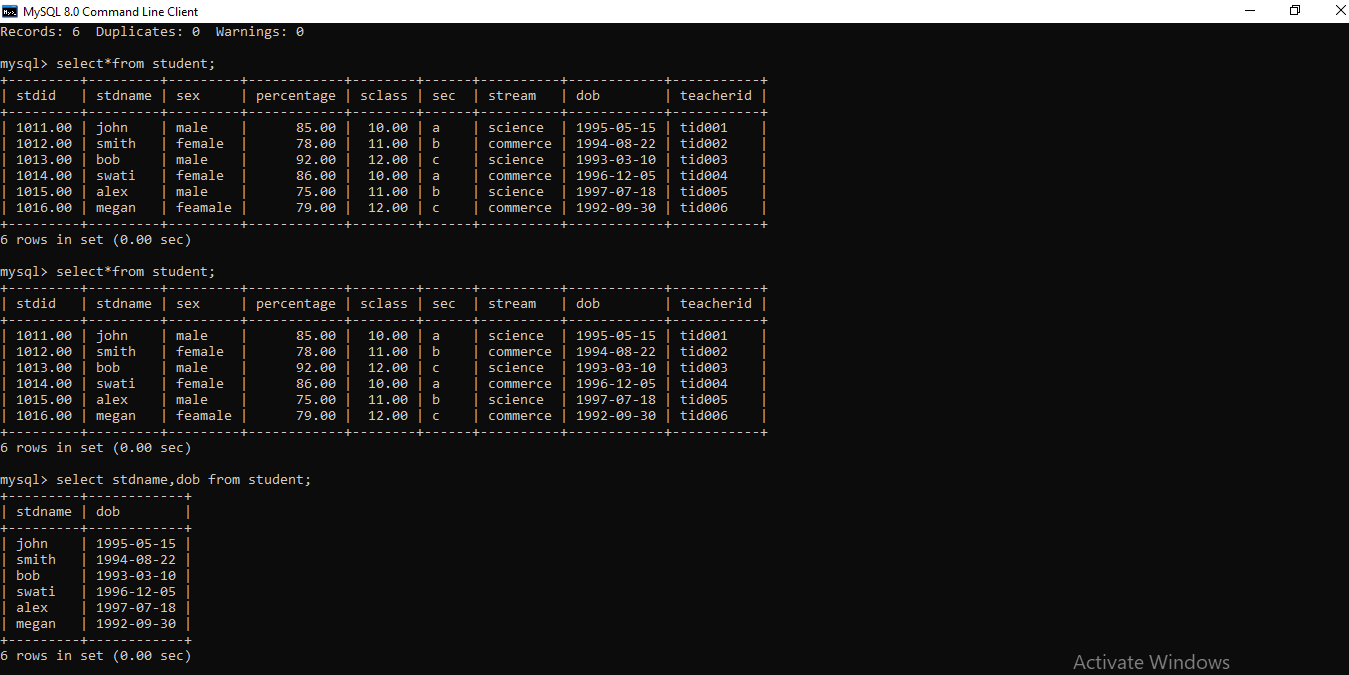 MySQL 8.0 Command Line Client
Records: 6  Duplicates: 0  Warnings: 0
mysql> select*from student;
+---------+---------+---------+------------+--------+------+----------+------------+-----------+
| stdid   | stdname | sex     | percentage | sclass | sec  | stream   | dob        | teacherid |
+---------+---------+---------+------------+--------+------+----------+------------+-----------+
| 1011.00 | john    | male    |      85.00 |  10.00 | a    | science  | 1995-05-15 | tid001    |
| 1012.00 | smith   | female  |      78.00 |  11.00 | b    | commerce | 1994-08-22 | tid002    |
| 1013.00 | bob     | male    |      92.00 |  12.00 | c    | science  | 1993-03-10 | tid003    |
| 1014.00 | swati   | female  |      86.00 |  10.00 | a    | commerce | 1996-12-05 | tid004    |
| 1015.00 | alex    | male    |      75.00 |  11.00 | b    | science  | 1997-07-18 | tid005    |
| 1016.00 | megan   | feamale |      79.00 |  12.00 | c    | commerce | 1992-09-30 | tid006    |
+---------+---------+---------+------------+--------+------+----------+------------+-----------+
6 rows in set (0.00 sec)
mysql> select*from student;
+---------+---------+---------+------------+--------+------+----------+------------+-----------+
| stdid   | stdname | sex     | percentage | sclass | sec  | stream   | dob        | teacherid |
+---------+---------+---------+------------+--------+------+----------+------------+-----------+
| 1011.00 | john    | male    |      85.00 |  10.00 | a    | science  | 1995-05-15 | tid001    |
| 1012.00 | smith   | female  |      78.00 |  11.00 | b    | commerce | 1994-08-22 | tid002    |
| 1013.00 | bob     | male    |      92.00 |  12.00 | c    | science  | 1993-03-10 | tid003    |
| 1014.00 | swati   | female  |      86.00 |  10.00 | a    | commerce | 1996-12-05 | tid004    |
| 1015.00 | alex    | male    |      75.00 |  11.00 | b    | science  | 1997-07-18 | tid005    |
| 1016.00 | megan   | feamale |      79.00 |  12.00 | c    | commerce | 1992-09-30 | tid006    |
+---------+---------+---------+------------+--------+------+----------+------------+-----------+
6 rows in set (0.00 sec)
mysql> select stdname,dob from student;
+---------+------------+
| stdname | dob        |
+---------+------------+
| john    | 1995-05-15 |
| smith   | 1994-08-22 |
| bob     | 1993-03-10 |
| swati   | 1996-12-05 |
| alex    | 1997-07-18 |
| megan   | 1992-09-30 |
+---------+------------+
6 rows in set (0.00 sec)
Activate Windows